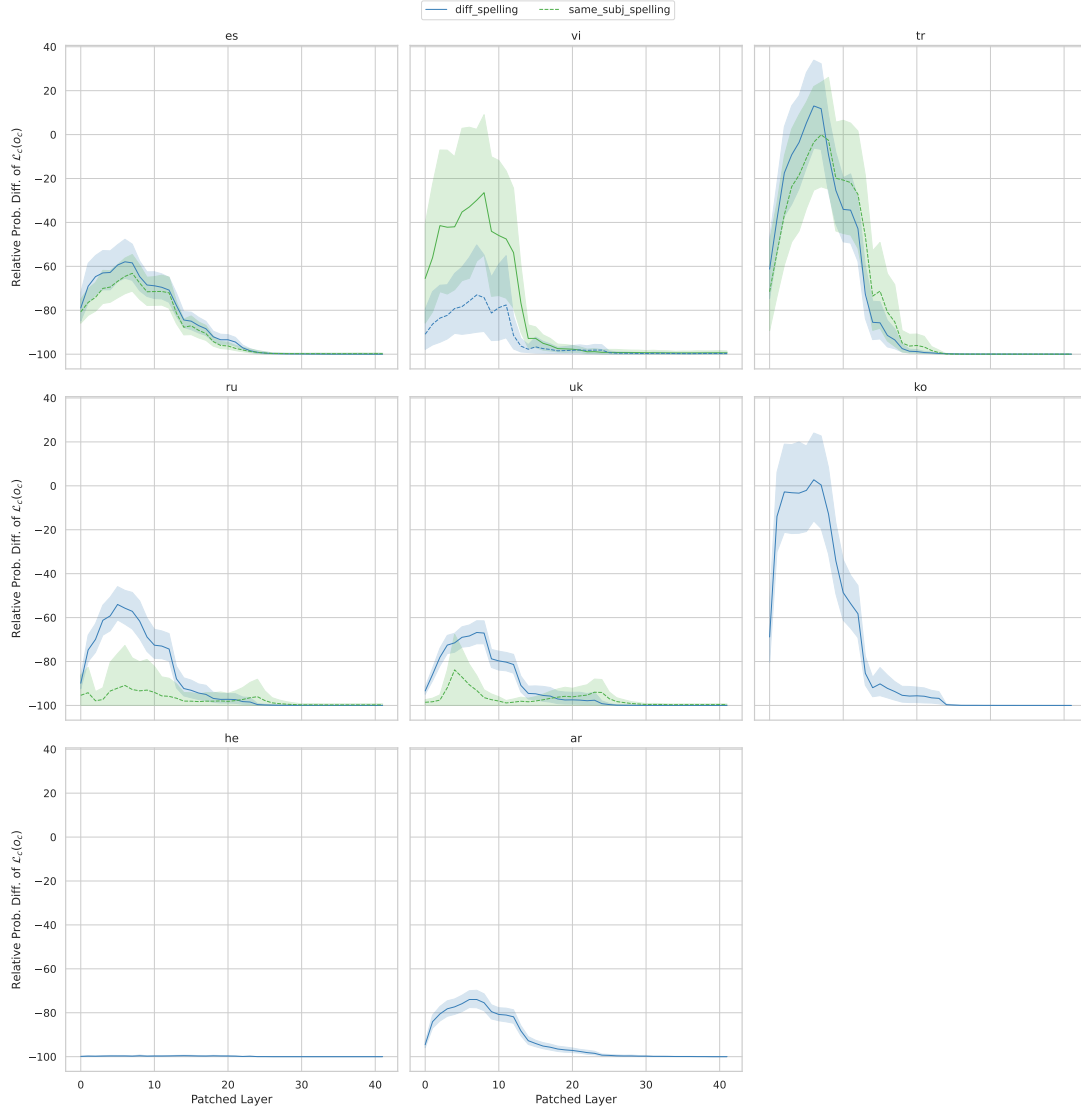 diff_spelling same_subj_spelling
es vi tr
40
20
0
−20
−40
−60
−80
−100
Relative Prob. Diff. of ℒc(oc)
ru uk ko
40
20
0
−20
−40
−60
−80
−100
Relative Prob. Diff. of ℒc(oc)
he ar
40
20
0
−20
−40
−60
−80
−100
Relative Prob. Diff. of ℒc(oc)
0 10 20 30 40 0 10 20 30 40
Patched Layer Patched Layer